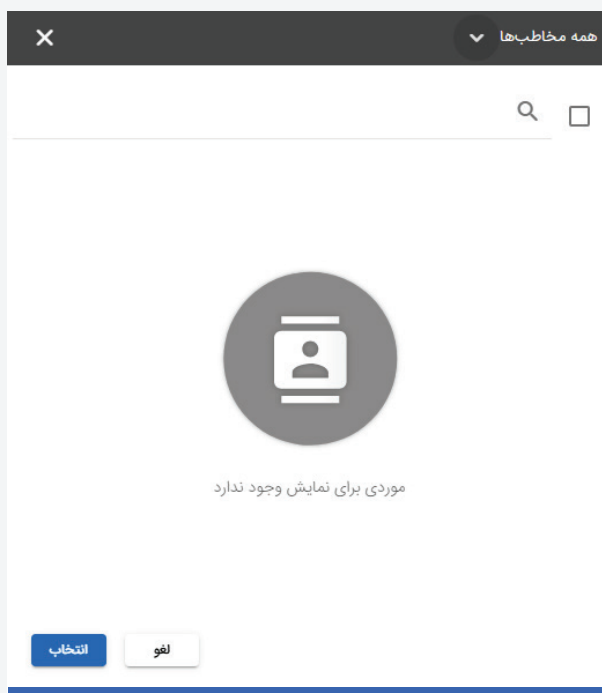 همه مخاطب‌ها
موردی برای نمایش وجود ندارد
لغو
انتخاب